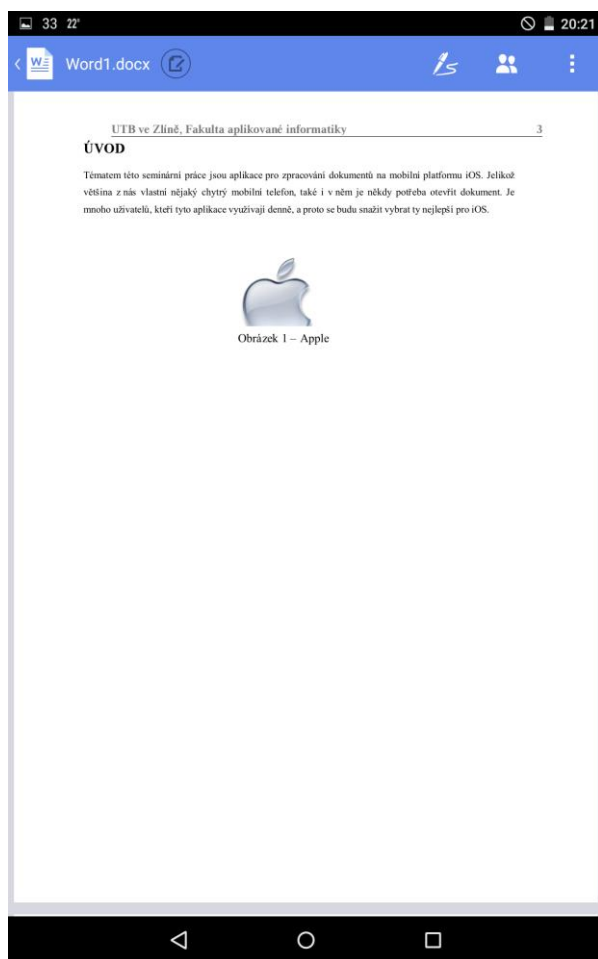 33 22° 20:21
Word1.docx
UTB ve Zlíně, Fakulta aplikované informatiky 3
ÚVOD
Tématem této seminární práce jsou aplikace pro zpracování dokumentů na mobilní platformu iOS. Jelikož
většina z nás vlastní nějaký chytrý mobilní telefon, také i v něm je někdy potřeba otevřít dokument. Je
mnoho uživatelů, kteří tyto aplikace využívají denně, a proto se budu snažit vybrat ty nejlepší pro iOS.
Obrázek 1 – Apple